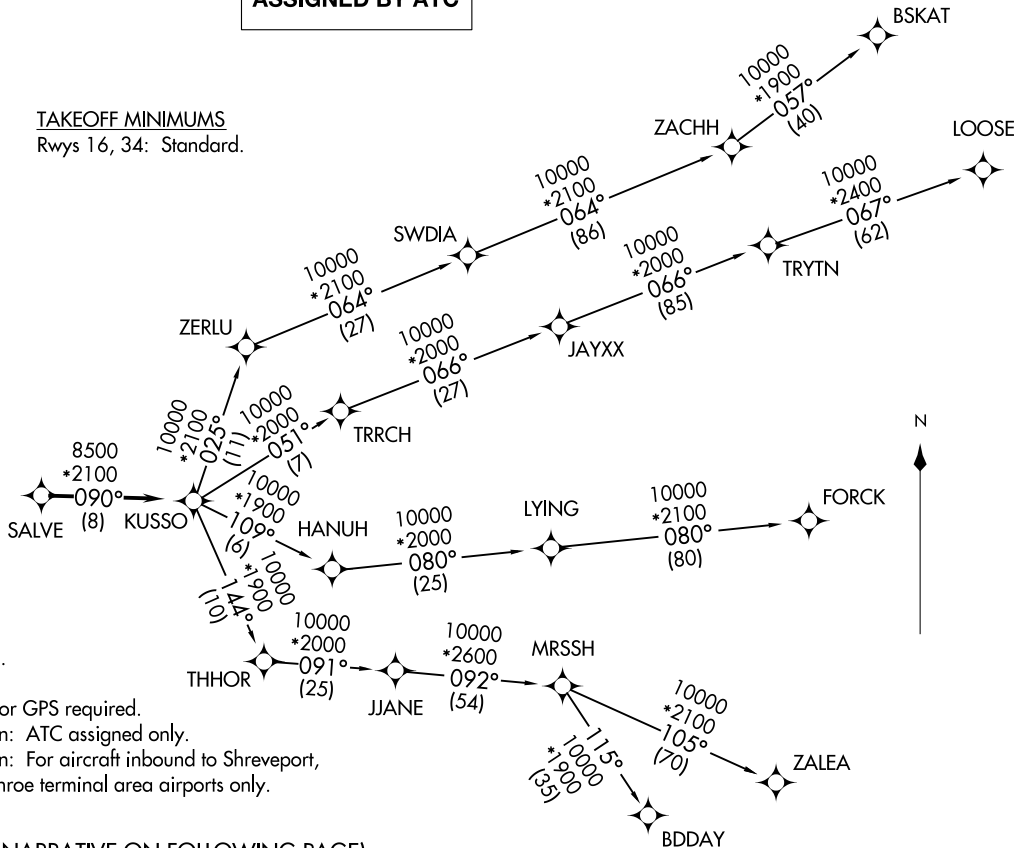 ASSIGNED BY ATC
BSKAT
10000
*1900
057°
(40)
TAKEOFF MINIMUMS
Rwys 16, 34: Standard.
ZACHH
LOOSE
10000
*2100
064°
(86)
10000
*2400
067°
(62)
SWDIA
TRYTN
10000
*2100
064°
(27)
10000
*2000
066°
(85)
ZERLU
JAYXX
10000
*2000
066°
(27)
10000
*2100
025°
(11)
10000
*2000
051°
(7)
TRRCH
N
8500
*2100
090°
(8)
SALVE
KUSSO
10000
*1900
109°
(6)
HANUH
10000
*2000
080°
(25)
LYING
10000
*2100
080°
(80)
FORCK
10000
*1900
144°
(10)
THHOR
10000
*2000
091°
(25)
JJANE
10000
*2600
092°
(54)
MRSSH
10000
*2100
105°
(70)
ZALEA
115°
10000
*1900
(35)
BDDAY
.
or GPS required.
n: ATC assigned only.
n: For aircraft inbound to Shreveport,
nroe terminal area airports only.
NARRATIVE ON FOLLOWING PAGE)